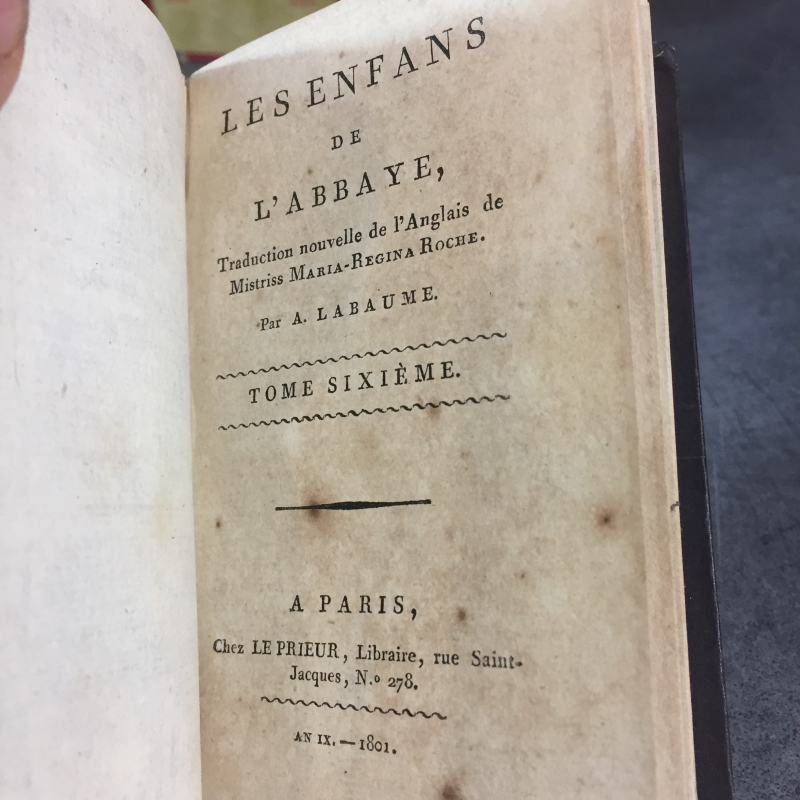 LES ENFANS
DE
L'ABBAYE,
Traduction nouvelle de l'Anglais de
Mistriss MARIA-REGINA ROCHE.
Par A. LABAUME.
TOME SIXIÈME.
A PARIS,
Chez LE PRIEUR, Libraire, rue Saint-
Jacques, N.º 278.
AN IX. — 1801.